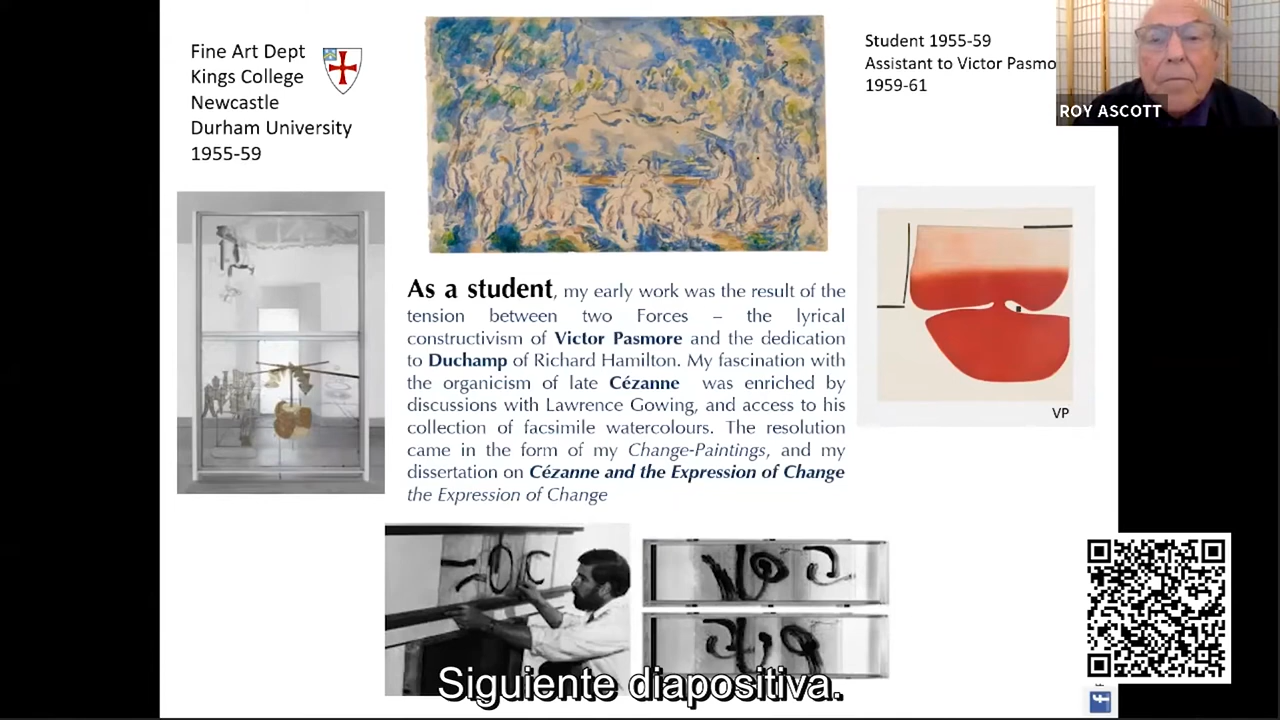 Fine Art Dept
Kings College
Newcastle
Durham University
1955-59
Student 1955-59
Assistant to Victor Pasmo
1959-61
ROY ASCOTT
As a student, my early work was the result of the
tension between two Forces – the lyrical
constructivism of Victor Pasmore and the dedication
to Duchamp of Richard Hamilton. My fascination with
the organicism of late Cézanne was enriched by
discussions with Lawrence Gowing, and access to his
collection of facsimile watercolours. The resolution
came in the form of my Change-Paintings, and my
dissertation on Cézanne and the Expression of Change
the Expression of Change
VP
Siguiente diapositiva.